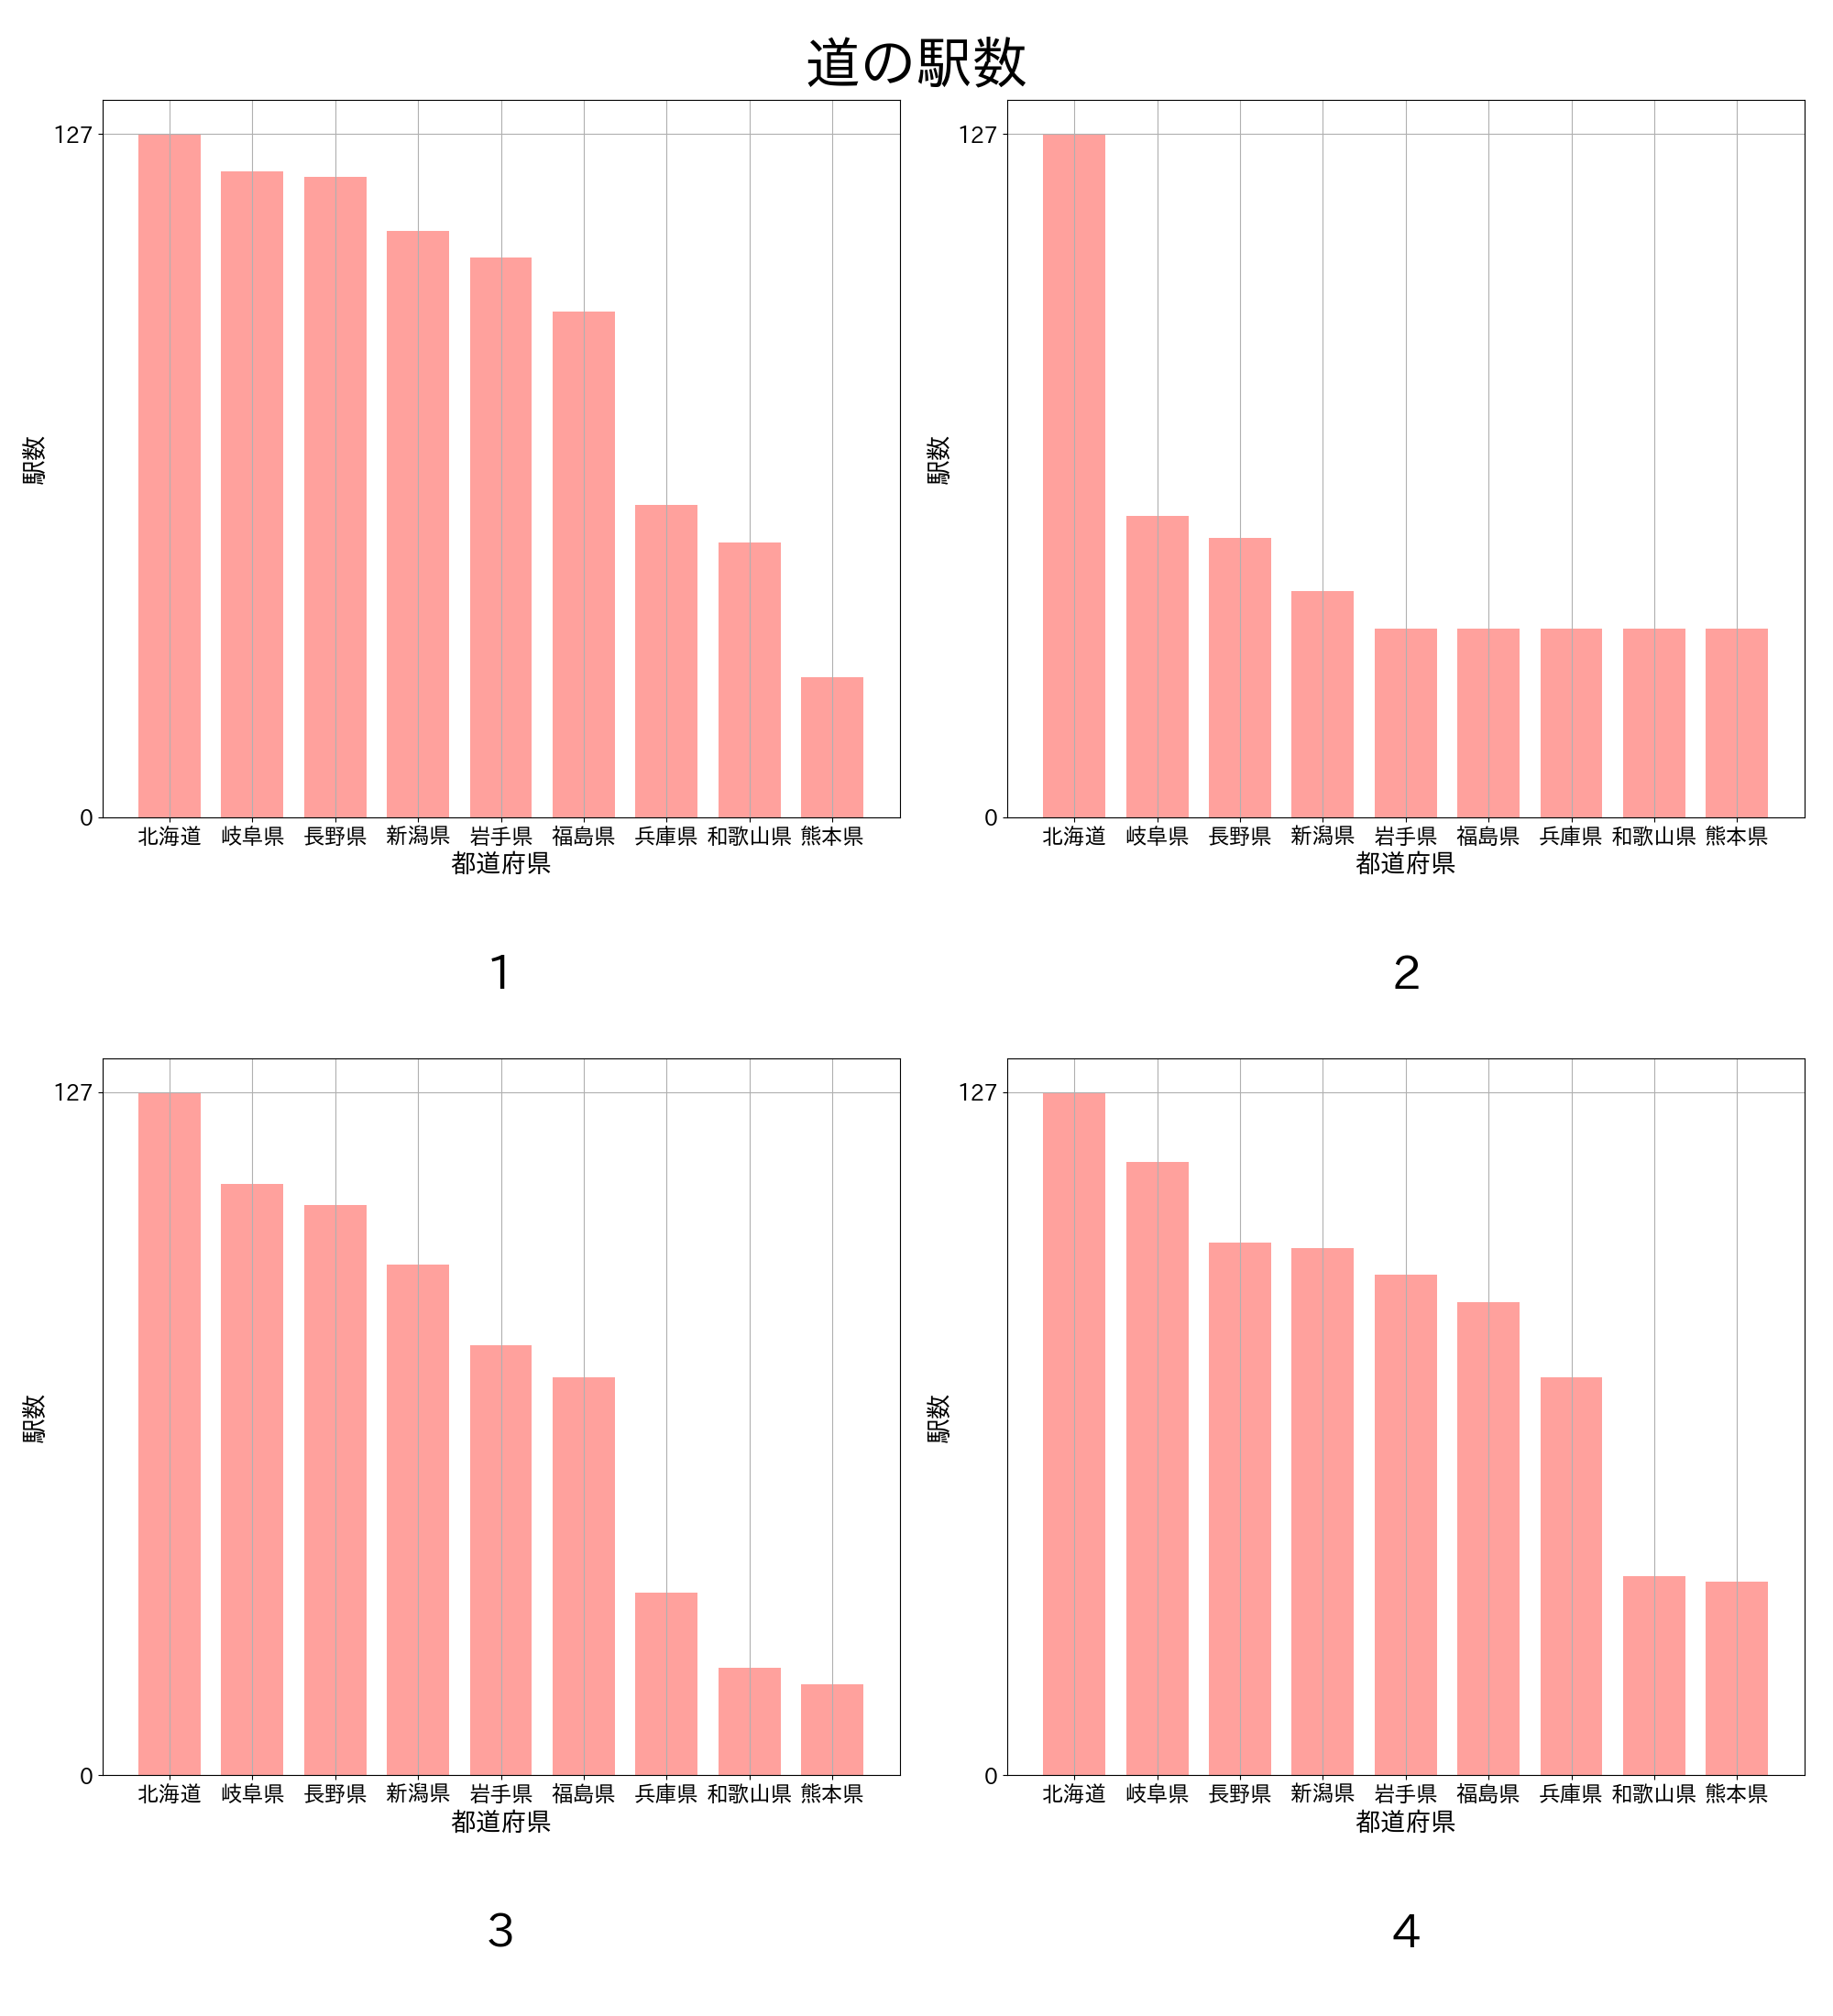 道の駅数
127
0
駅数
北海道 岐阜県 長野県 新潟県 岩手県 福島県 兵庫県 和歌山県 熊本県
都道府県
1
127
0
駅数
北海道 岐阜県 長野県 新潟県 岩手県 福島県 兵庫県 和歌山県 熊本県
都道府県
2
127
0
駅数
北海道 岐阜県 長野県 新潟県 岩手県 福島県 兵庫県 和歌山県 熊本県
都道府県
3
127
0
駅数
北海道 岐阜県 長野県 新潟県 岩手県 福島県 兵庫県 和歌山県 熊本県
都道府県
4